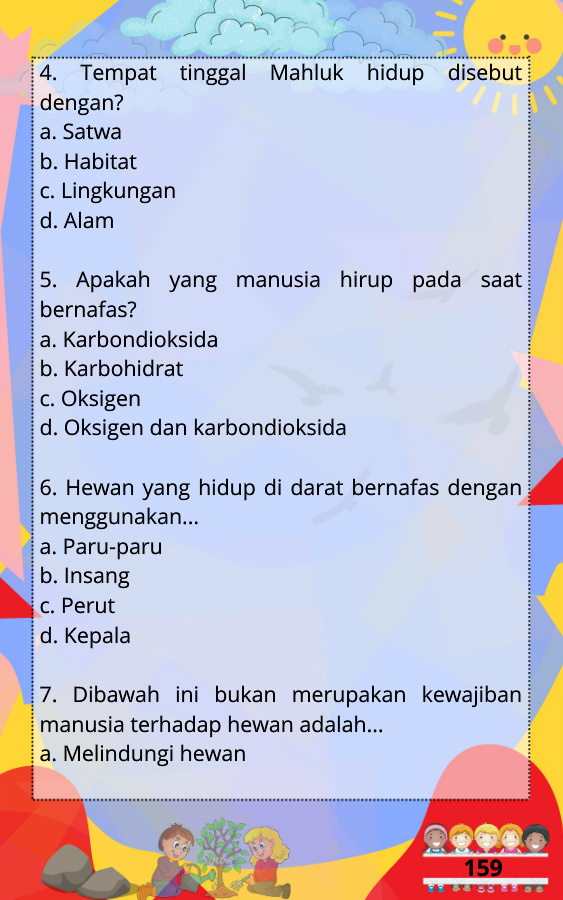 4. Tempat tinggal Mahluk hidup disebut
dengan?
a. Satwa
b. Habitat
c. Lingkungan
d. Alam
5. Apakah yang manusia hirup pada saat
bernafas?
a. Karbondioksida
b. Karbohidrat
c. Oksigen
d. Oksigen dan karbondioksida
6. Hewan yang hidup di darat bernafas dengan
menggunakan...
a. Paru-paru
b. Insang
c. Perut
d. Kepala
7. Dibawah ini bukan merupakan kewajiban
manusia terhadap hewan adalah...
a. Melindungi hewan
159